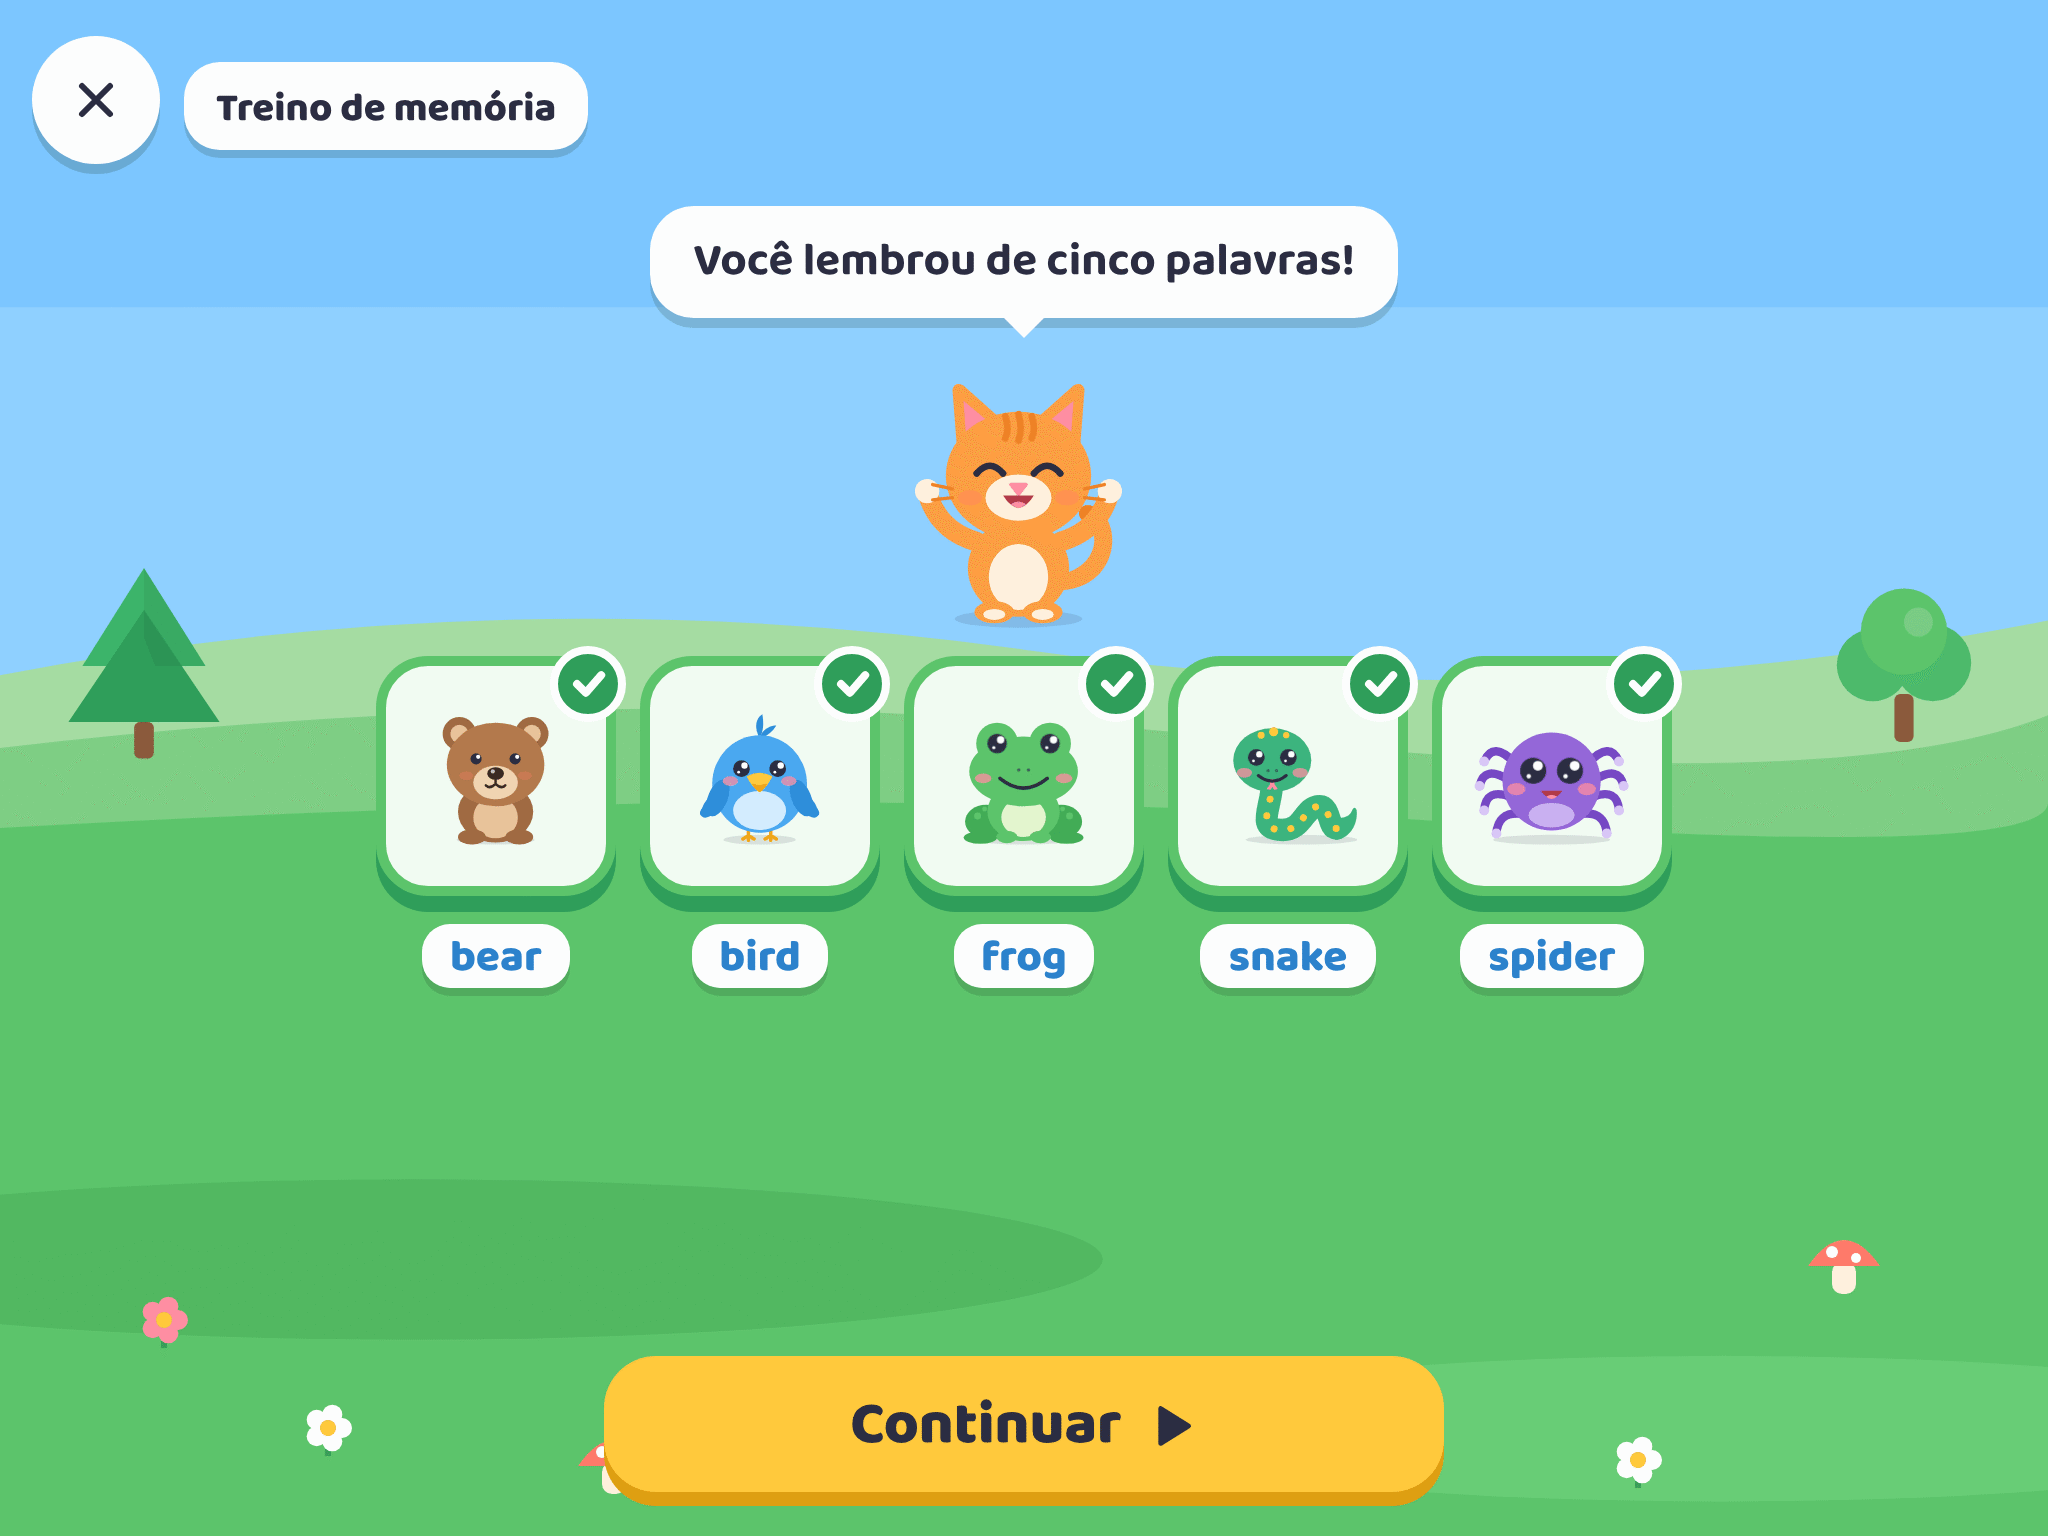 Treino de memória
Você lembrou de cinco palavras!
bear
bird
frog
snake
spider
Continuar